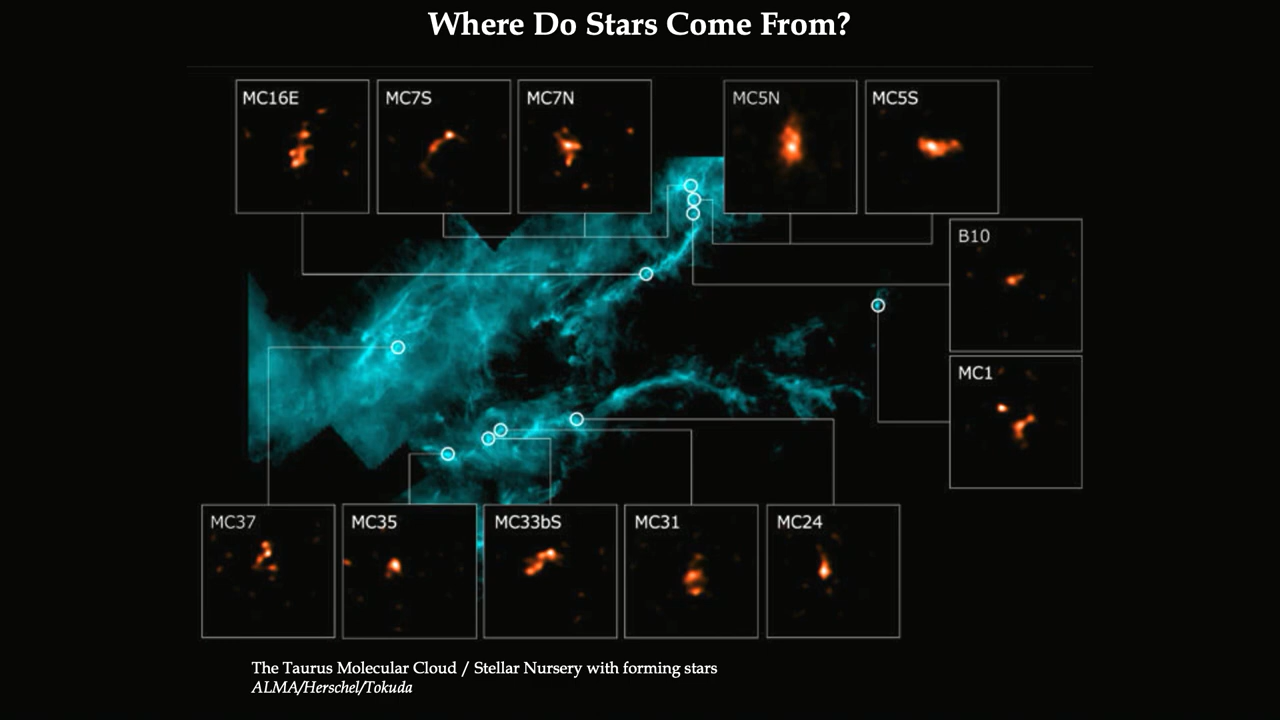 Where Do Stars Come From?
MC16E
MC7S
MC7N
MC5N
MC5S
B10
MC1
MC37
MC35
MC33bS
MC31
MC24
The Taurus Molecular Cloud / Stellar Nursery with forming stars
ALMA/Herschel/Tokuda